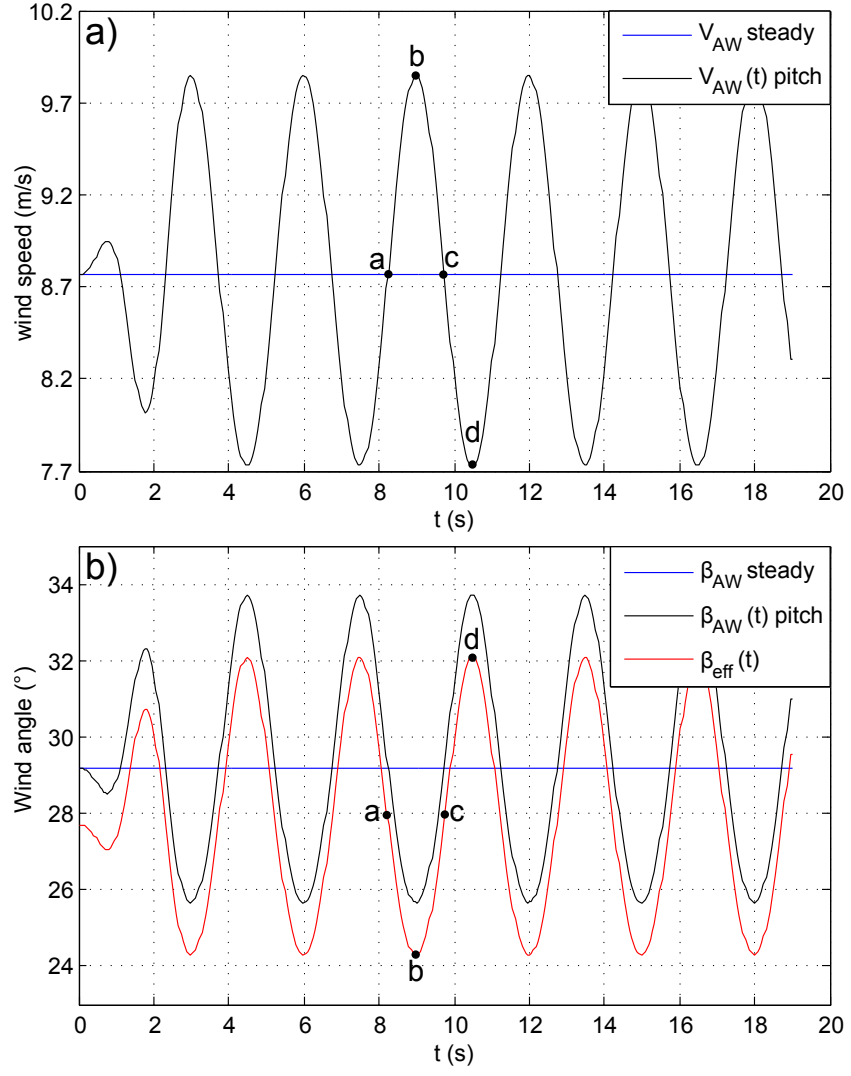 a)
V_AW steady
V_AW (t) pitch
wind speed (m/s)
10.2
9.7
9.2
8.7
8.2
7.7
a
b
c
d
0 2 4 6 8 10 12 14 16 18 20
t (s)
b)
β_AW steady
β_AW (t) pitch
β_eff (t)
Wind angle (°)
34
32
30
28
26
24
a
b
c
d
0 2 4 6 8 10 12 14 16 18 20
t (s)